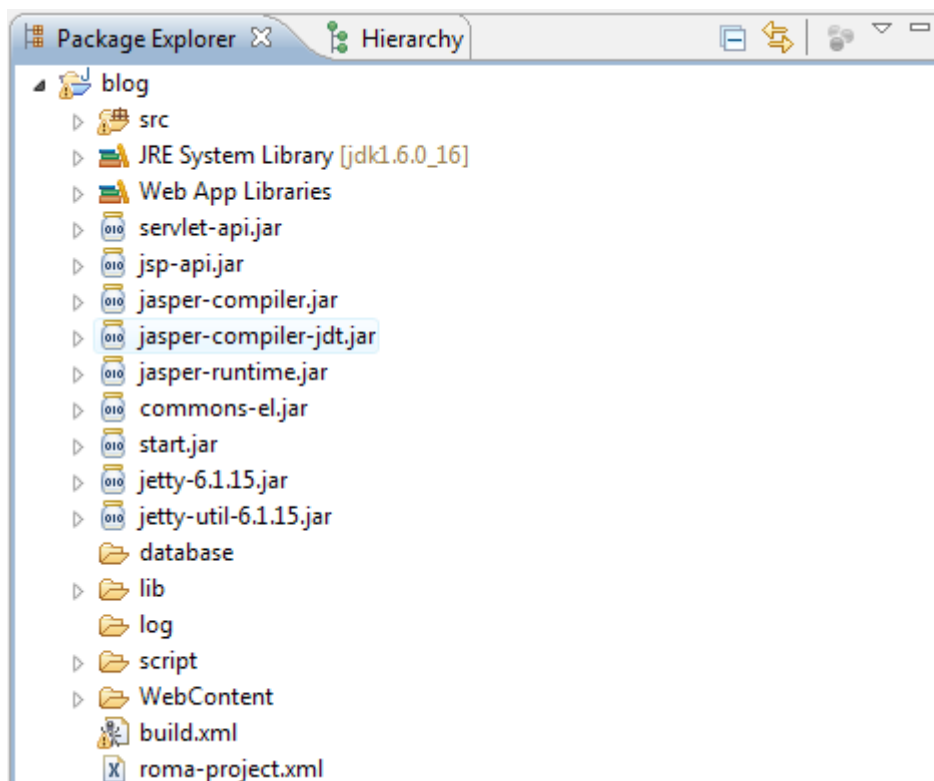 Package Explorer Hierarchy
blog
src
JRE System Library [jdk1.6.0_16]
Web App Libraries
servlet-api.jar
jsp-api.jar
jasper-compiler.jar
jasper-compiler-jdt.jar
jasper-runtime.jar
commons-el.jar
start.jar
jetty-6.1.15.jar
jetty-util-6.1.15.jar
database
lib
log
script
WebContent
build.xml
roma-project.xml